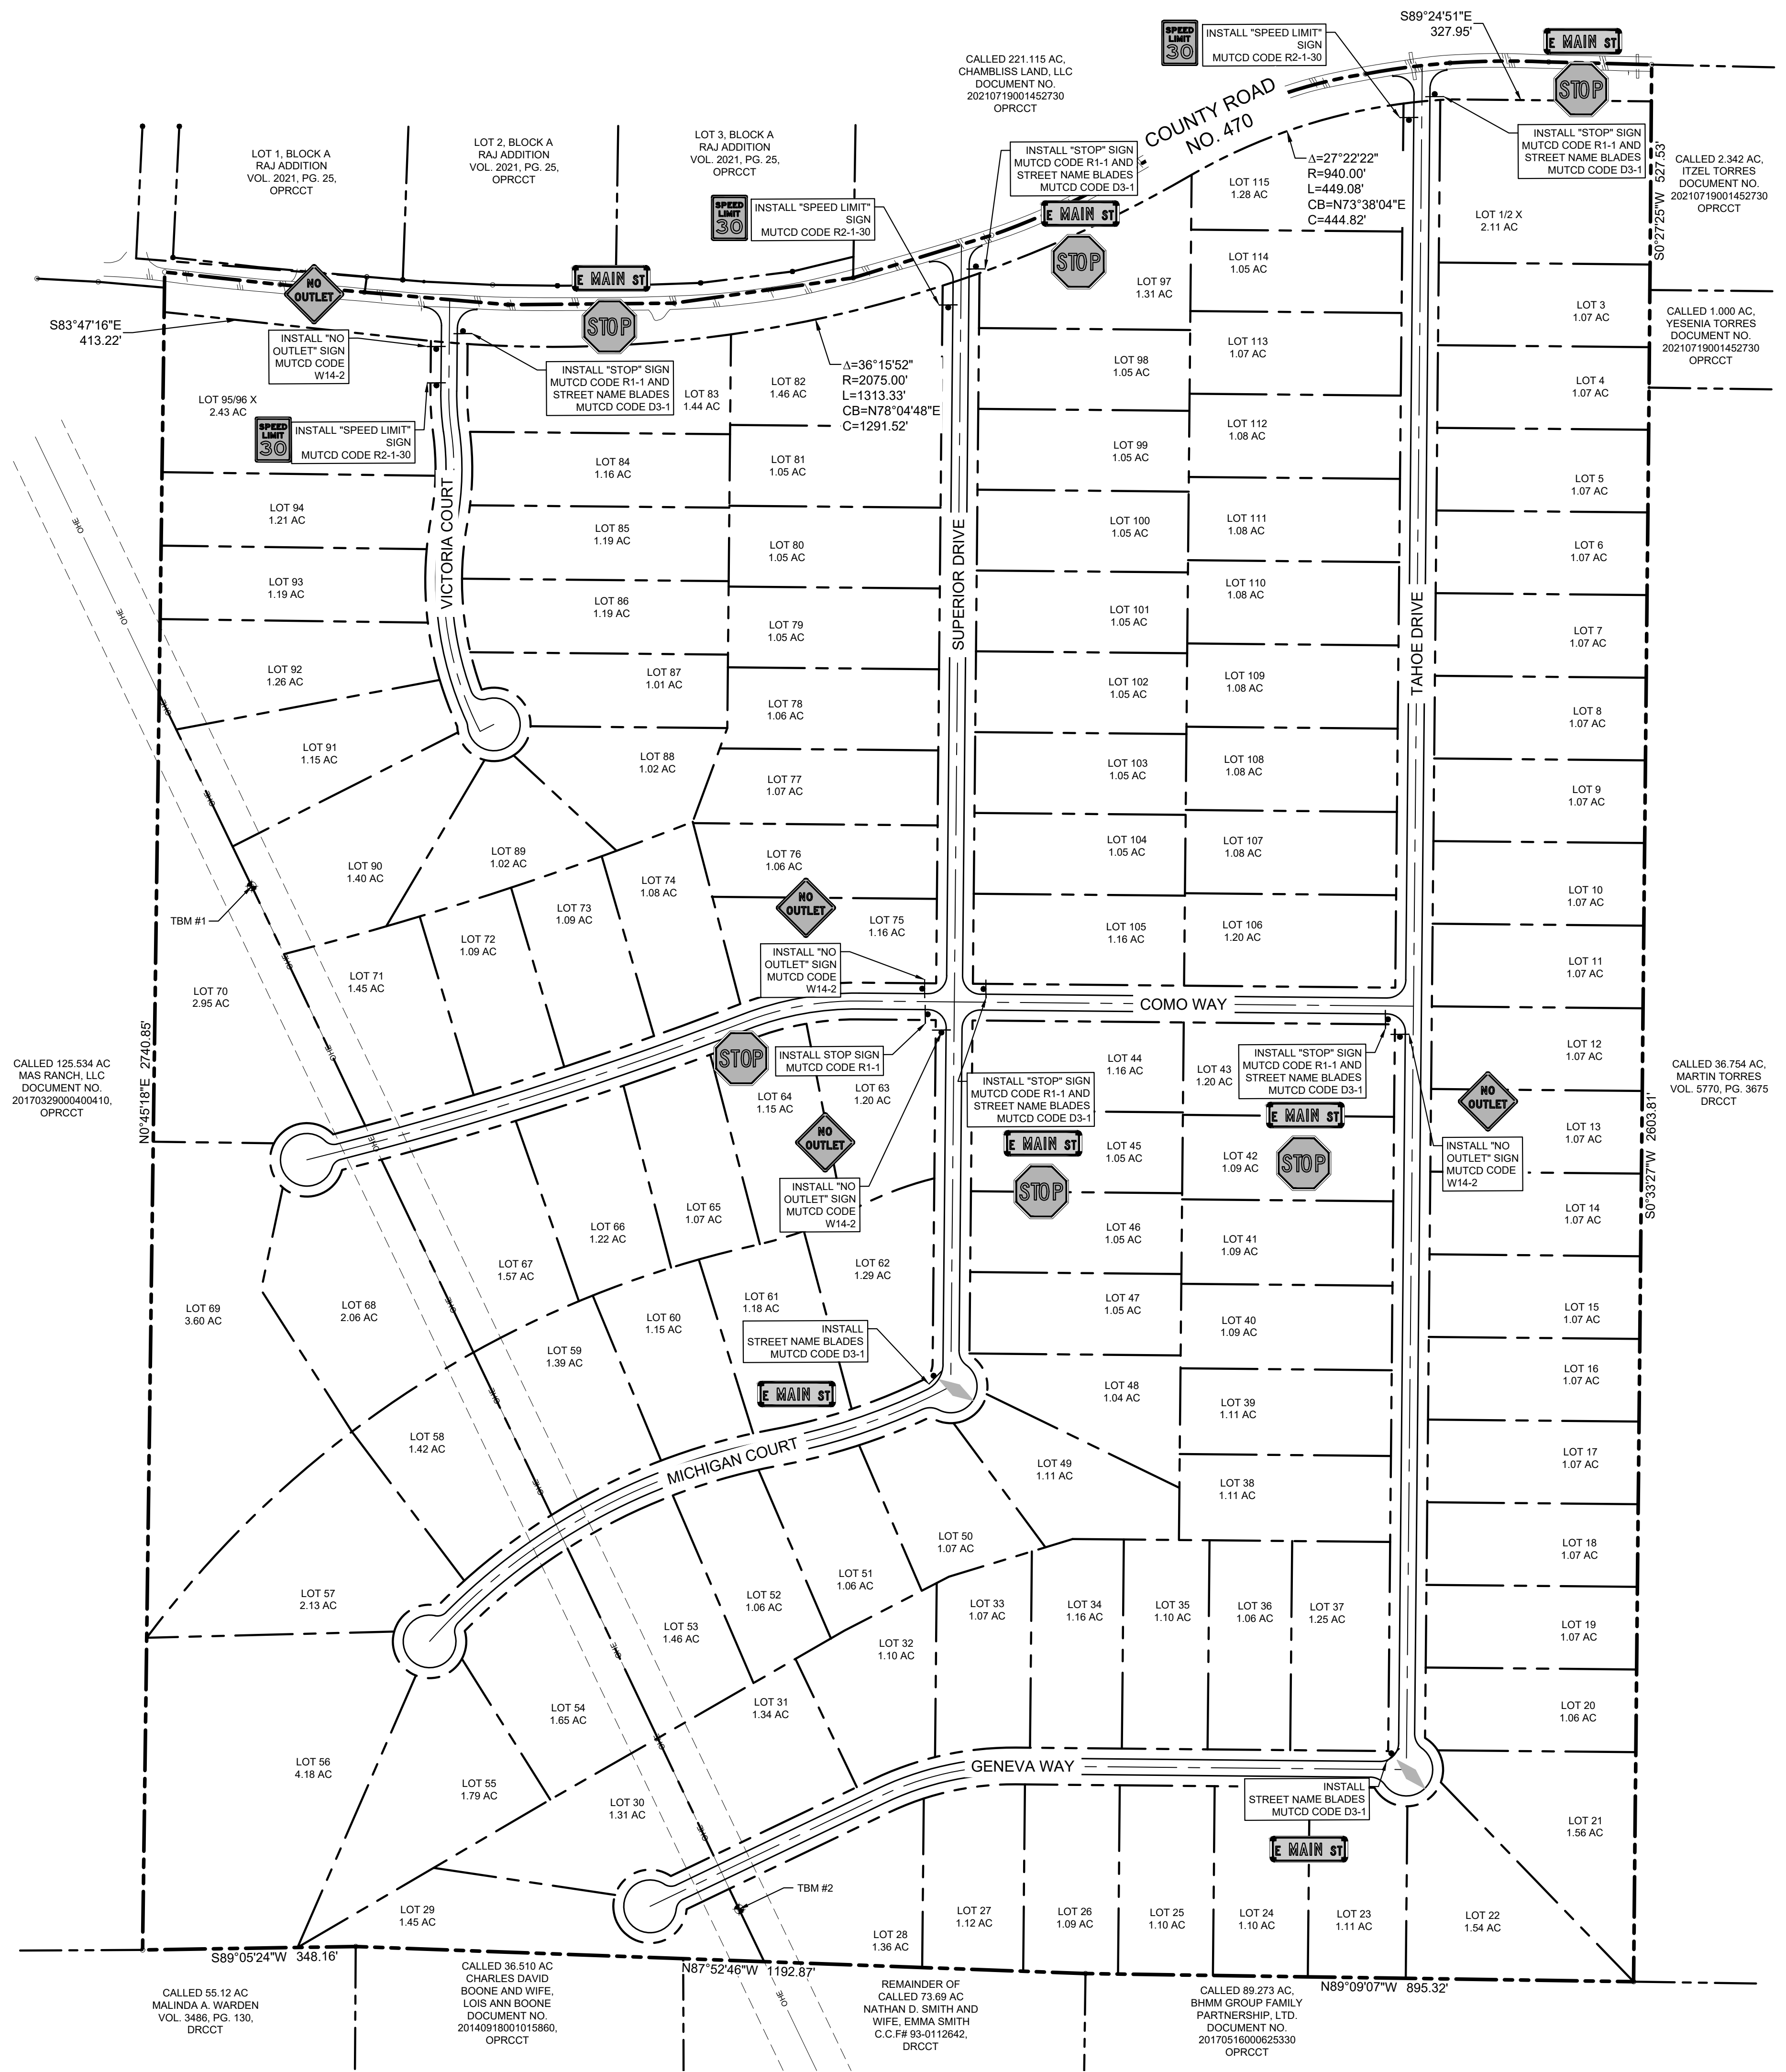 S89°24'51"E
327.95'
E MAIN ST
STOP
SPEED
LIMIT
30
INSTALL "SPEED LIMIT"
SIGN
MUTCD CODE R2-1-30
CALLED 221.115 AC,
CHAMBLISS LAND, LLC
DOCUMENT NO.
20210719001452730
OPRCCT
COUNTY ROAD
NO. 470
INSTALL "STOP" SIGN
MUTCD CODE R1-1 AND
STREET NAME BLADES
MUTCD CODE D3-1
S0°27'25"W 527.53'
CALLED 2.342 AC,
ITZEL TORRES
DOCUMENT NO.
20210719001452730
OPRCCT
LOT 1, BLOCK A
RAJ ADDITION
VOL. 2021, PG. 25,
OPRCCT
LOT 2, BLOCK A
RAJ ADDITION
VOL. 2021, PG. 25,
OPRCCT
LOT 3, BLOCK A
RAJ ADDITION
VOL. 2021, PG. 25,
OPRCCT
INSTALL "STOP" SIGN
MUTCD CODE R1-1 AND
STREET NAME BLADES
MUTCD CODE D3-1
E MAIN ST
STOP
SPEED
LIMIT
30
INSTALL "SPEED LIMIT"
SIGN
MUTCD CODE R2-1-30
Δ=27°22'22"
R=940.00'
L=449.08'
CB=N73°38'04"E
C=444.82'
LOT 115
1.28 AC
LOT 1/2 X
2.11 AC
LOT 114
1.05 AC
LOT 97
1.31 AC
LOT 3
1.07 AC
CALLED 1.000 AC,
YESENIA TORRES
DOCUMENT NO.
20210719001452730
OPRCCT
NO
OUTLET
E MAIN ST
STOP
S83°47'16"E
413.22'
INSTALL "NO
OUTLET" SIGN
MUTCD CODE
W14-2
INSTALL "STOP" SIGN
MUTCD CODE R1-1 AND
STREET NAME BLADES
MUTCD CODE D3-1
Δ=36°15'52"
R=2075.00'
L=1313.33'
CB=N78°04'48"E
C=1291.52'
LOT 95/96 X
2.43 AC
SPEED
LIMIT
30
INSTALL "SPEED LIMIT"
SIGN
MUTCD CODE R2-1-30
LOT 83
1.44 AC
LOT 82
1.46 AC
LOT 98
1.05 AC
LOT 113
1.07 AC
LOT 4
1.07 AC
LOT 84
1.16 AC
LOT 81
1.05 AC
LOT 99
1.05 AC
LOT 112
1.08 AC
LOT 5
1.07 AC
OHE
LOT 94
1.21 AC
VICTORIA COURT
LOT 85
1.19 AC
LOT 80
1.05 AC
SUPERIOR DRIVE
LOT 100
1.05 AC
LOT 111
1.08 AC
TAHOE DRIVE
LOT 6
1.07 AC
OHE
LOT 93
1.19 AC
LOT 86
1.19 AC
LOT 79
1.05 AC
LOT 101
1.05 AC
LOT 110
1.08 AC
LOT 7
1.07 AC
OHE
LOT 92
1.26 AC
LOT 87
1.01 AC
LOT 78
1.06 AC
LOT 102
1.05 AC
LOT 109
1.08 AC
LOT 8
1.07 AC
OHE
LOT 91
1.15 AC
LOT 88
1.02 AC
LOT 77
1.07 AC
LOT 103
1.05 AC
LOT 108
1.08 AC
LOT 9
1.07 AC
TBM #1
LOT 90
1.40 AC
LOT 89
1.02 AC
LOT 74
1.08 AC
LOT 76
1.06 AC
LOT 104
1.05 AC
LOT 107
1.08 AC
LOT 10
1.07 AC
LOT 73
1.09 AC
LOT 72
1.09 AC
NO
OUTLET
LOT 75
1.16 AC
LOT 105
1.16 AC
LOT 106
1.20 AC
LOT 11
1.07 AC
OHE
LOT 70
2.95 AC
LOT 71
1.45 AC
INSTALL "NO
OUTLET" SIGN
MUTCD CODE
W14-2
COMO WAY
CALLED 125.534 AC
MAS RANCH, LLC
DOCUMENT NO.
20170329000400410,
OPRCCT
N0°45'18"E 2740.85'
OHE
STOP
INSTALL STOP SIGN
MUTCD CODE R1-1
LOT 64
1.15 AC
LOT 63
1.20 AC
INSTALL "STOP" SIGN
MUTCD CODE R1-1 AND
STREET NAME BLADES
MUTCD CODE D3-1
E MAIN ST
STOP
LOT 44
1.16 AC
LOT 43
1.20 AC
INSTALL "STOP" SIGN
MUTCD CODE R1-1 AND
STREET NAME BLADES
MUTCD CODE D3-1
E MAIN ST
STOP
NO
OUTLET
INSTALL "NO
OUTLET" SIGN
MUTCD CODE
W14-2
LOT 12
1.07 AC
CALLED 36.754 AC,
MARTIN TORRES
VOL. 5770, PG. 3675
DRCCT
S0°33'27"W 2603.81'
OHE
NO
OUTLET
INSTALL "NO
OUTLET" SIGN
MUTCD CODE
W14-2
LOT 45
1.05 AC
LOT 42
1.09 AC
LOT 13
1.07 AC
LOT 65
1.07 AC
LOT 66
1.22 AC
LOT 46
1.05 AC
LOT 41
1.09 AC
LOT 14
1.07 AC
LOT 67
1.57 AC
LOT 62
1.29 AC
LOT 69
3.60 AC
LOT 68
2.06 AC
OHE
LOT 60
1.15 AC
LOT 61
1.18 AC
LOT 47
1.05 AC
LOT 40
1.09 AC
LOT 15
1.07 AC
LOT 59
1.39 AC
INSTALL
STREET NAME BLADES
MUTCD CODE D3-1
E MAIN ST
OHE
LOT 48
1.04 AC
LOT 39
1.11 AC
LOT 16
1.07 AC
LOT 58
1.42 AC
MICHIGAN COURT
LOT 49
1.11 AC
LOT 38
1.11 AC
LOT 17
1.07 AC
OHE
LOT 50
1.07 AC
LOT 18
1.07 AC
LOT 57
2.13 AC
LOT 51
1.06 AC
LOT 52
1.06 AC
LOT 33
1.07 AC
LOT 34
1.16 AC
LOT 35
1.10 AC
LOT 36
1.06 AC
LOT 37
1.25 AC
LOT 19
1.07 AC
OHE
LOT 53
1.46 AC
LOT 32
1.10 AC
LOT 54
1.65 AC
LOT 31
1.34 AC
LOT 20
1.06 AC
OHE
LOT 56
4.18 AC
LOT 55
1.79 AC
LOT 30
1.31 AC
GENEVA WAY
INSTALL
STREET NAME BLADES
MUTCD CODE D3-1
E MAIN ST
LOT 21
1.56 AC
OHE
TBM #2
LOT 29
1.45 AC
LOT 28
1.36 AC
LOT 27
1.12 AC
LOT 26
1.09 AC
LOT 25
1.10 AC
LOT 24
1.10 AC
LOT 23
1.11 AC
LOT 22
1.54 AC
S89°05'24"W 348.16'
N87°52'46"W 1192.87'
N89°09'07"W 895.32'
OHE
CALLED 55.12 AC
MALINDA A. WARDEN
VOL. 3486, PG. 130,
DRCCT
CALLED 36.510 AC
CHARLES DAVID
BOONE AND WIFE,
LOIS ANN BOONE
DOCUMENT NO.
20140918001015860,
OPRCCT
REMAINDER OF
CALLED 73.69 AC
NATHAN D. SMITH AND
WIFE, EMMA SMITH
C.C.F# 93-0112642,
DRCCT
CALLED 89.273 AC,
BHMM GROUP FAMILY
PARTNERSHIP, LTD.
DOCUMENT NO.
20170516000625330
OPRCCT